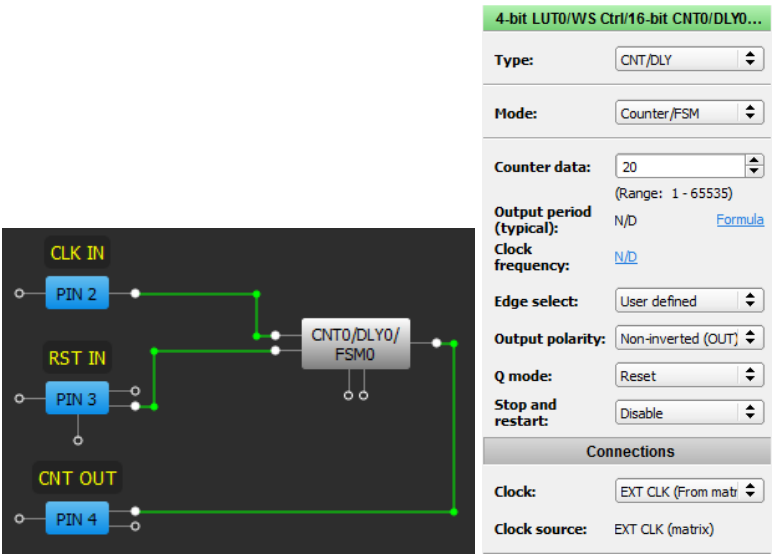 CLK IN
PIN 2
CNT0/DLY0/
FSM0
RST IN
PIN 3
CNT OUT
PIN 4
4-bit LUT0/WS Ctrl/16-bit CNT0/DLY0...
Type: CNT/DLY
Mode: Counter/FSM
Counter data: 20
(Range: 1 - 65535)
Output period
(typical): N/D Formula
Clock
frequency: N/D
Edge select: User defined
Output polarity: Non-inverted (OUT)
Q mode: Reset
Stop and
restart: Disable
Connections
Clock: EXT CLK (From matr
Clock source: EXT CLK (matrix)